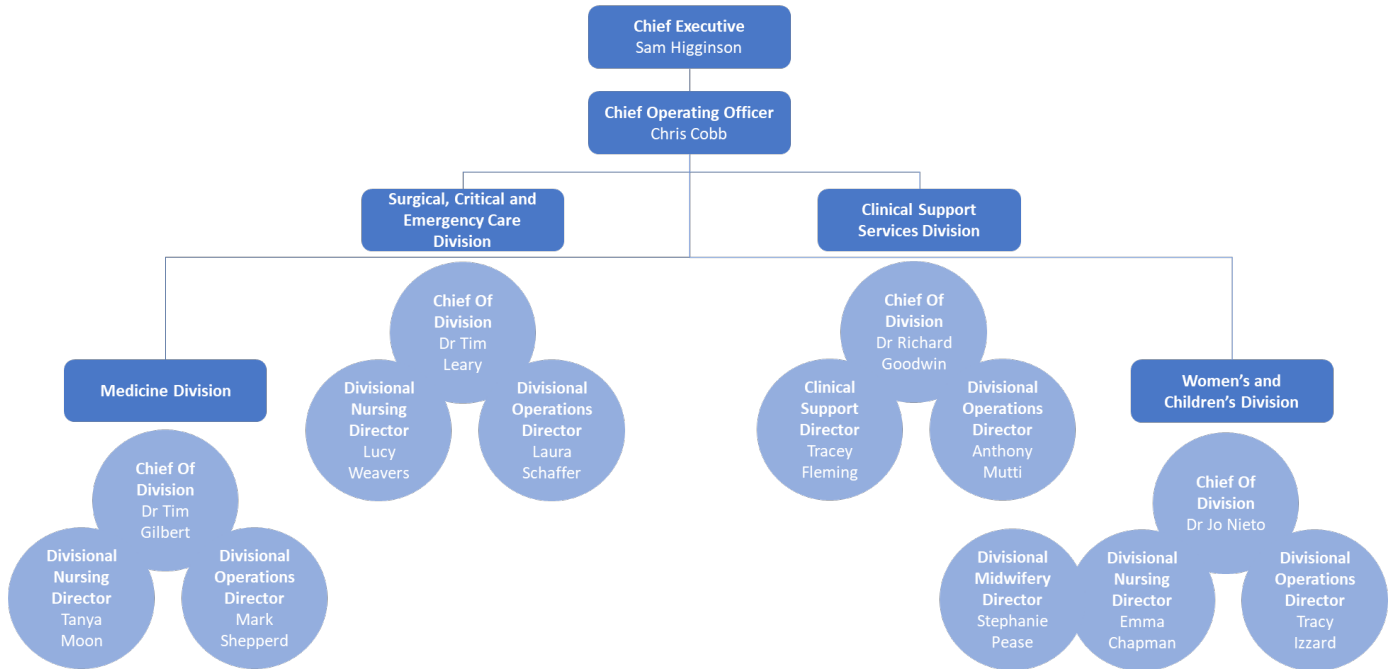 Chief Executive
Sam Higginson
Chief Operating Officer
Chris Cobb
Surgical, Critical and
Emergency Care
Division
Clinical Support
Services Division
Chief Of
Division
Dr Tim
Leary
Divisional
Nursing
Director
Lucy
Weavers
Divisional
Operations
Director
Laura
Schaffer
Chief Of
Division
Dr Richard
Goodwin
Clinical
Support
Director
Tracey
Fleming
Divisional
Operations
Director
Anthony
Mutti
Medicine Division
Chief Of
Division
Dr Tim
Gilbert
Divisional
Nursing
Director
Tanya
Moon
Divisional
Operations
Director
Mark
Shepperd
Women’s and
Children’s Division
Chief Of
Division
Dr Jo Nieto
Divisional
Midwifery
Director
Stephanie
Pease
Divisional
Nursing
Director
Emma
Chapman
Divisional
Operations
Director
Tracy
Izzard